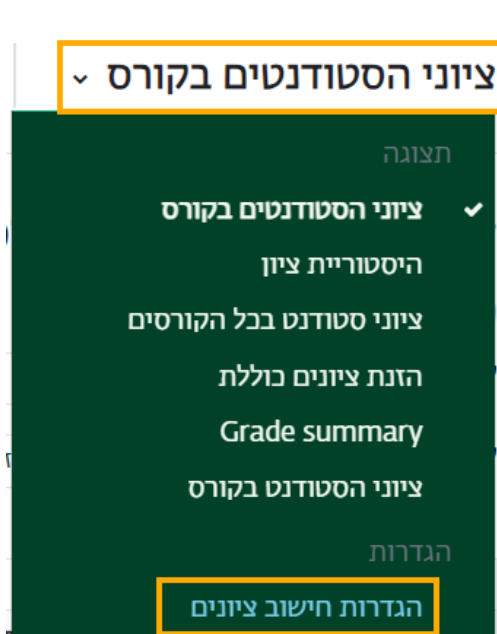 ציוני הסטודנטים בקורס
תצוגה
ציוני הסטודנטים בקורס
היסטוריית ציון
ציוני סטודנט בכל הקורסים
הזנת ציונים כוללת
Grade summary
ציוני הסטודנט בקורס
הגדרות
הגדרות חישוב ציונים